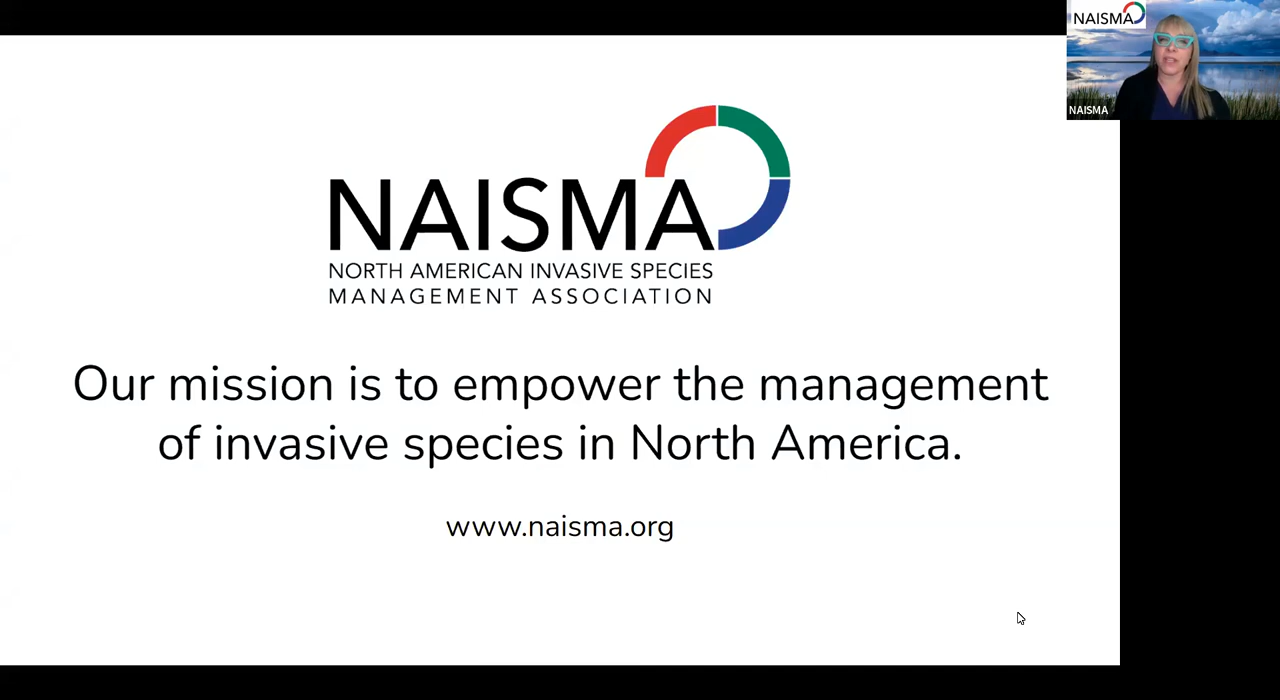 NAISMA
NAISMA
NAISMA
NORTH AMERICAN INVASIVE SPECIES
MANAGEMENT ASSOCIATION
Our mission is to empower the management
of invasive species in North America.
www.naisma.org